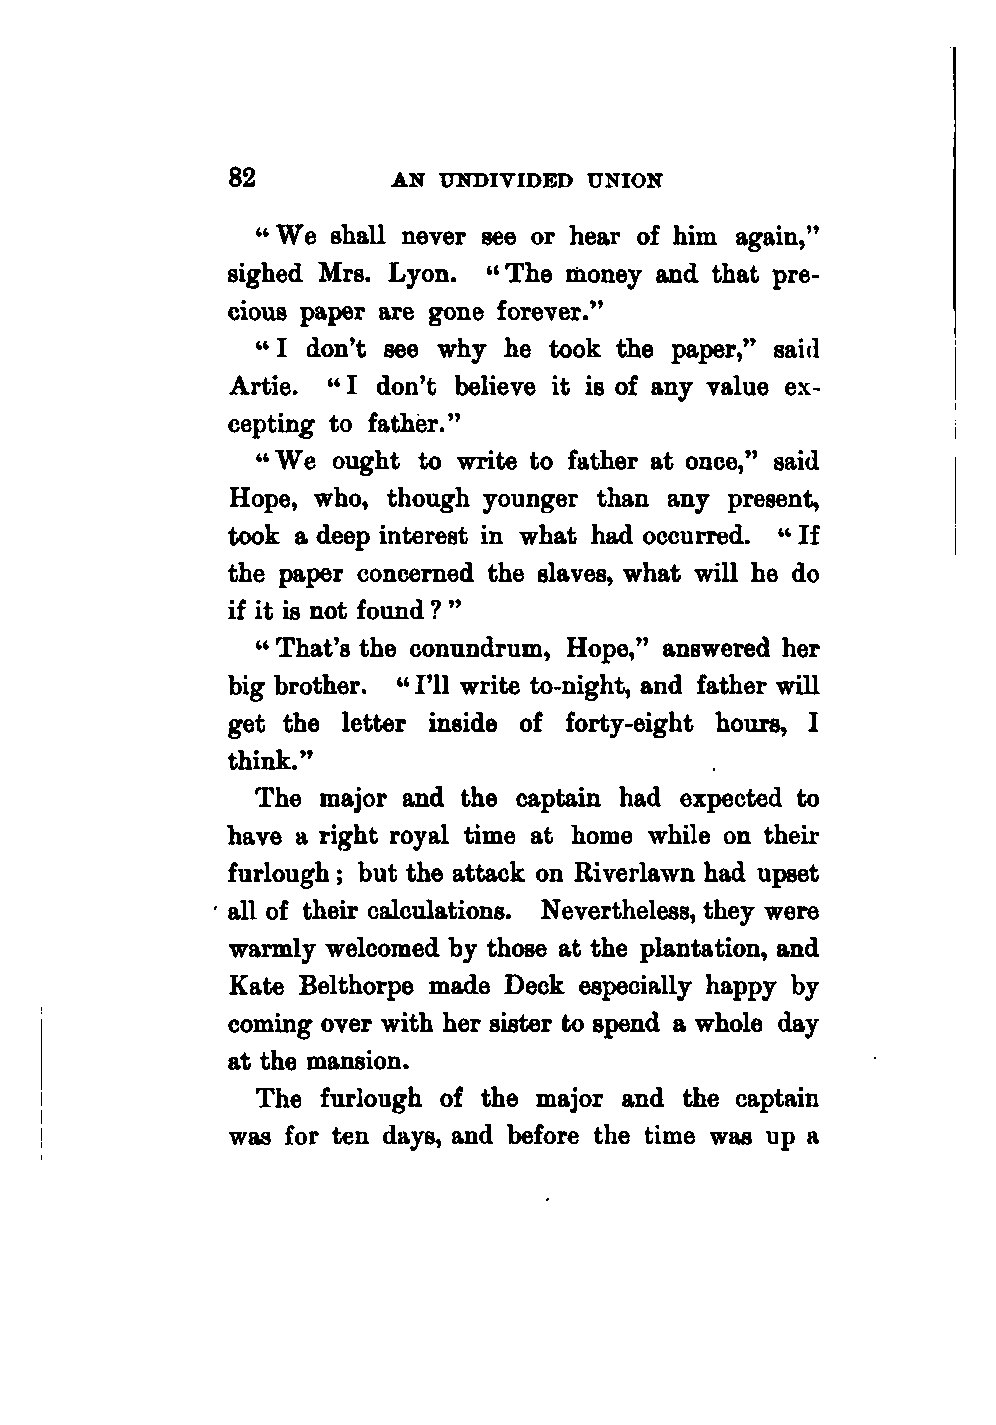 82 AN UNDIVIDED UNION
“We shall never see or hear of him again,”
sighed Mrs. Lyon. “The money and that pre-
cious paper are gone forever.”
“I don’t see why he took the paper,” said
Artie. “I don’t believe it is of any value ex-
cepting to father.”
“We ought to write to father at once,” said
Hope, who, though younger than any present,
took a deep interest in what had occurred. “If
the paper concerned the slaves, what will he do
if it is not found?”
“That’s the conundrum, Hope,” answered her
big brother. “I’ll write to-night, and father will
get the letter inside of forty-eight hours, I
think.”
The major and the captain had expected to
have a right royal time at home while on their
furlough; but the attack on Riverlawn had upset
all of their calculations. Nevertheless, they were
warmly welcomed by those at the plantation, and
Kate Belthorpe made Deck especially happy by
coming over with her sister to spend a whole day
at the mansion.
The furlough of the major and the captain
was for ten days, and before the time was up a